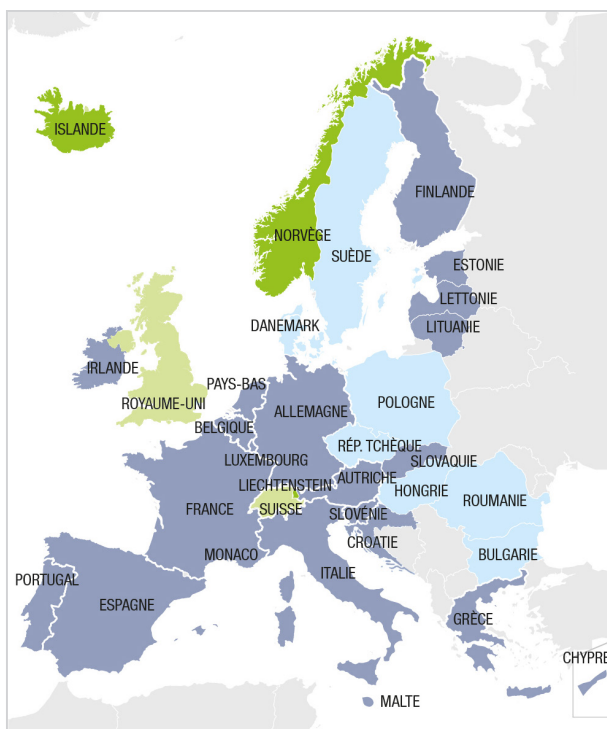 ISLANDE
FINLANDE
NORVÈGE
SUÈDE
ESTONIE
LETTONIE
DANEMARK
LITUANIE
IRLANDE
PAYS-BAS
ROYAUME-UNI
ALLEMAGNE
POLOGNE
BELGIQUE
RÉP. TCHÈQUE
LUXEMBOURG
SLOVAQUIE
AUTRICHE
LIECHTENSTEIN
HONGRIE
ROUMANIE
FRANCE
SUISSE
SLOVÉNIE
CROATIE
MONACO
BULGARIE
ITALIE
PORTUGAL
ESPAGNE
GRÈCE
CHYPRE
MALTE